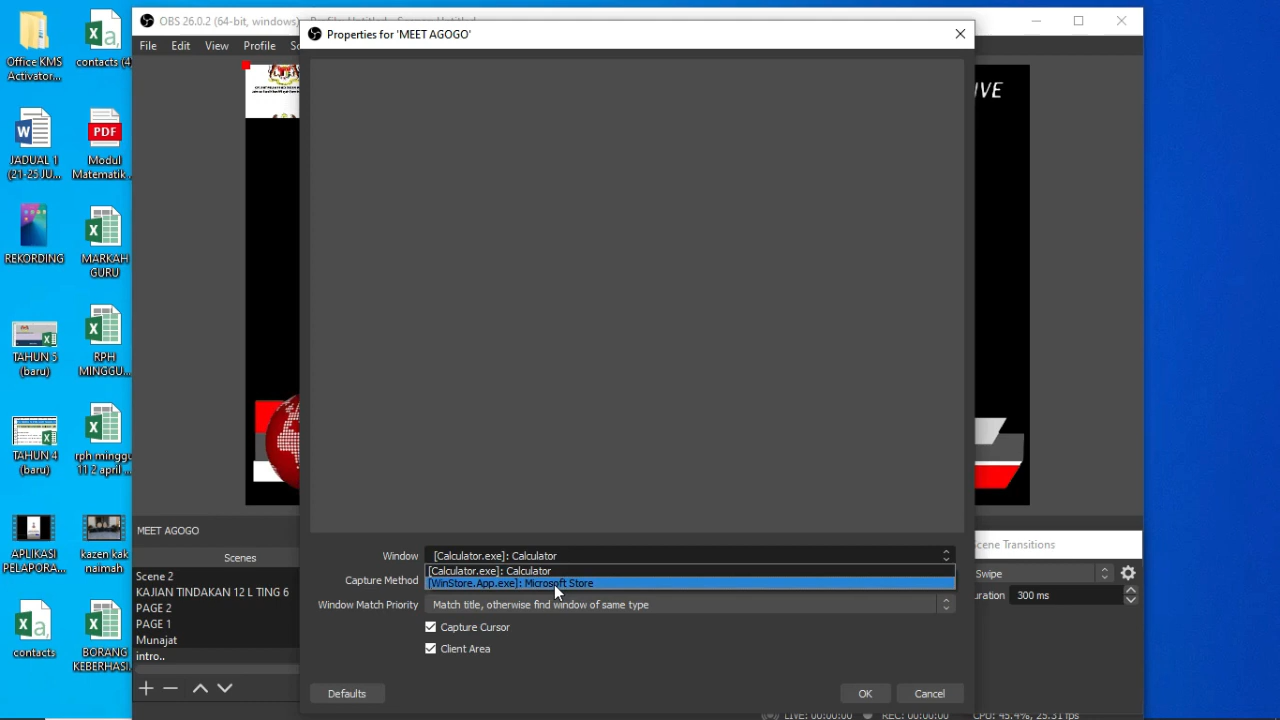 Office KMS
Activator...
contacts (4
JADUAL 1
(21-25 JU...
PDF
Modul
Matematik...
REKORDING
MARKAH
GURU
TAHUN 5
(baru)
RPH
MINGGU...
TAHUN 4
(baru)
rph minggu
11 2 april ...
APLIKASI
PELAPORA...
kazen kak
naimah
contacts
BORANG
KEBERHASI...
OBS 26.0.2 (64-bit, windows)
File Edit View Profile
Properties for 'MEET AGOGO'
IVE
Window [Calculator.exe]: Calculator
[Calculator.exe]: Calculator
[WinStore.App.exe]: Microsoft Store
Capture Method
Window Match Priority Match title, otherwise find window of same type
Capture Cursor
Client Area
Defaults OK Cancel
MEET AGOGO
Scenes
Scene 2
KAJIAN TINDAKAN 12 L TING 6
PAGE 2
PAGE 1
Munajat
intro..
Scene Transitions
Swipe
uration 300 ms
LIVE: 00:00:00 REC: 00:00:00 CPU: 45.4%, 25.31 fps